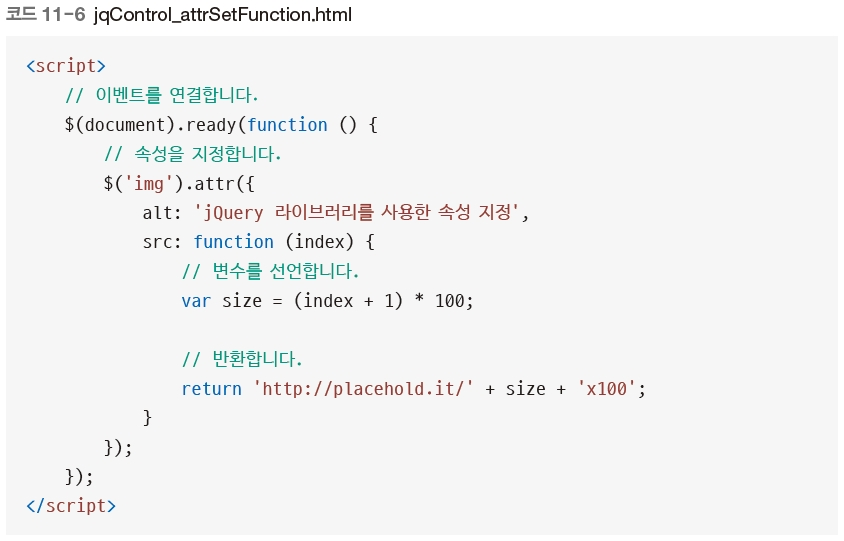 코드 11-6 jqControl_attrSetFunction.html
<script>
// 이벤트를 연결합니다.
$(document).ready(function () {
// 속성을 지정합니다.
$('img').attr({
alt: 'jQuery 라이브러리를 사용한 속성 지정',
src: function (index) {
// 변수를 선언합니다.
var size = (index + 1) * 100;
// 반환합니다.
return 'http://placehold.it/' + size + 'x100';
}
});
});
</script>